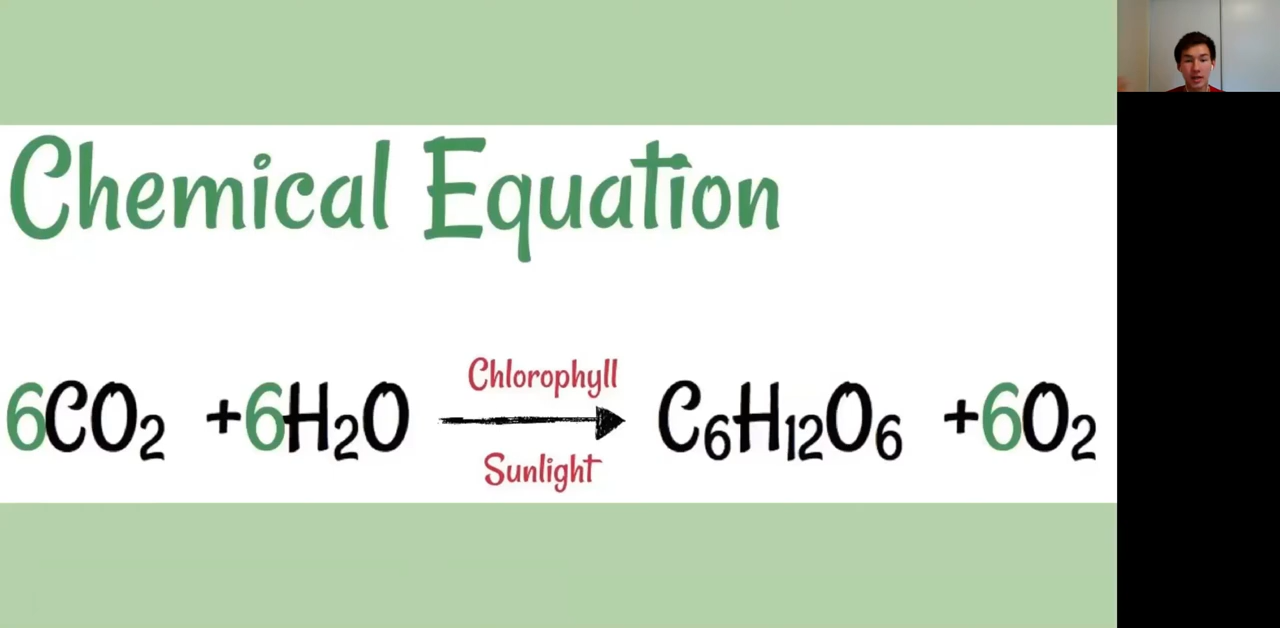 Chemical Equation
Chlorophyll
6CO₂ +6H₂O → C₆H₁₂O₆ +6O₂
Sunlight